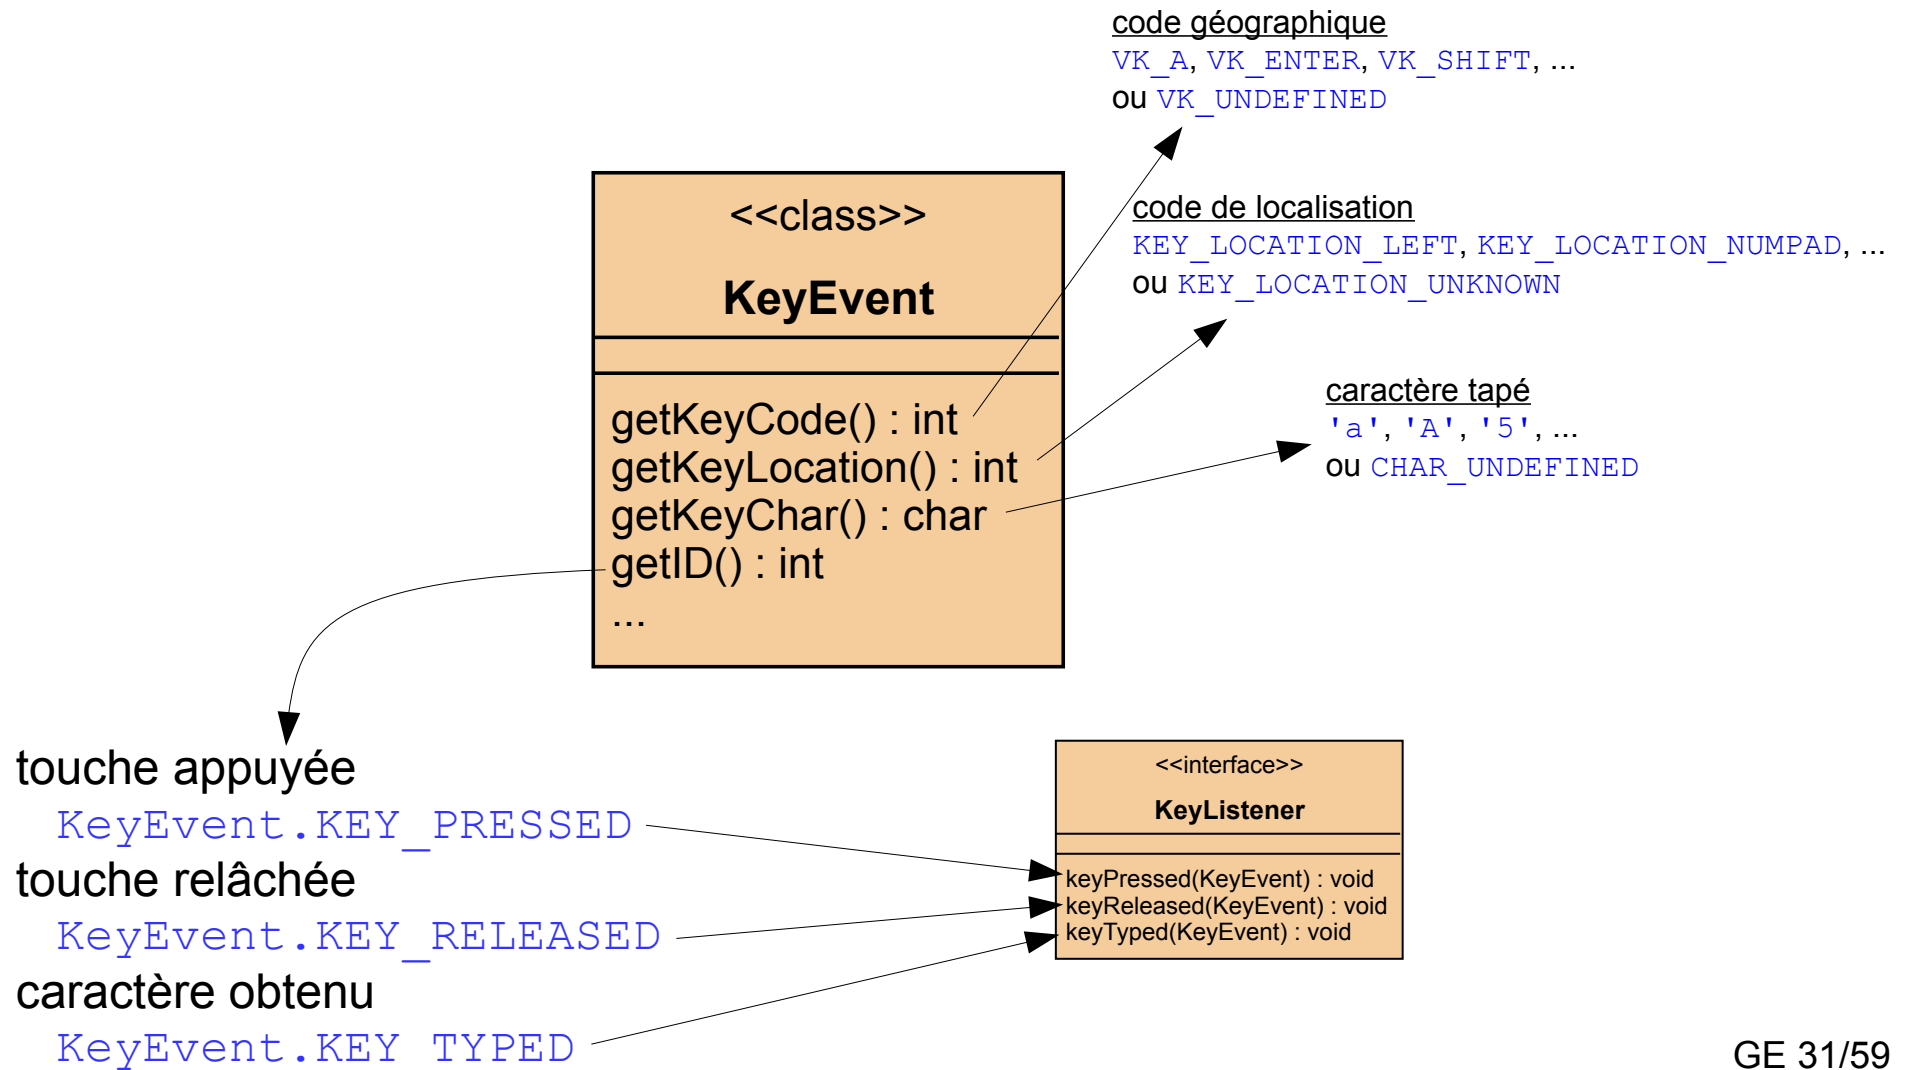 code géographique
VK_A, VK_ENTER, VK_SHIFT, ...
ou VK_UNDEFINED
<<class>>
KeyEvent
getKeyCode() : int
getKeyLocation() : int
getKeyChar() : char
getID() : int
...
code de localisation
KEY_LOCATION_LEFT, KEY_LOCATION_NUMPAD, ...
ou KEY_LOCATION_UNKNOWN
caractère tapé
'a', 'A', '5', ...
ou CHAR_UNDEFINED
touche appuyée
KeyEvent.KEY_PRESSED
touche relâchée
KeyEvent.KEY_RELEASED
caractère obtenu
KeyEvent.KEY TYPED
<<interface>>
KeyListener
keyPressed(KeyEvent) : void
keyReleased(KeyEvent) : void
keyTyped(KeyEvent) : void
GE 31/59